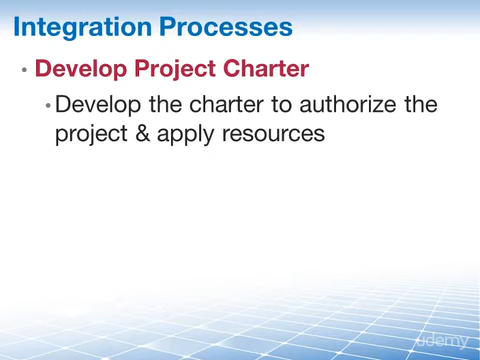 Integration Processes
• Develop Project Charter
• Develop the charter to authorize the
project & apply resources
udemy